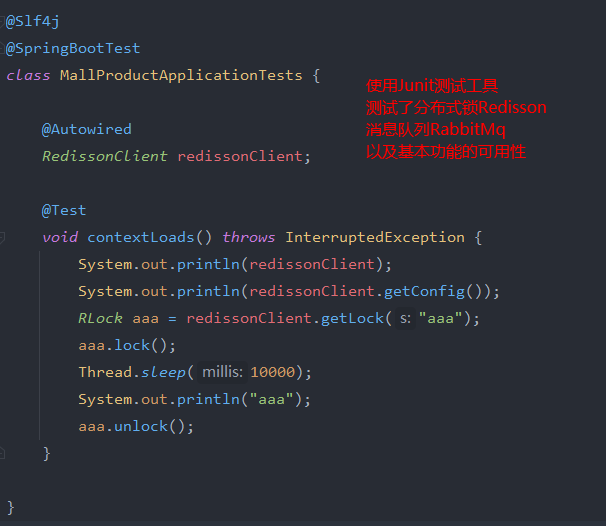 @Slf4j
@SpringBootTest
class MallProductApplicationTests {
使用Junit测试工具
测试了分布式锁Redisson
@Autowired
消息队列RabbitMq
RedissonClient redissonClient;
以及基本功能的可用性
@Test
void contextLoads() throws InterruptedException {
System.out.println(redissonClient);
System.out.println(redissonClient.getConfig());
RLock aaa = redissonClient.getLock( s: "aaa");
aaa.lock();
Thread.sleep( millis: 10000);
System.out.println("aaa");
aaa.unlock();
}
}